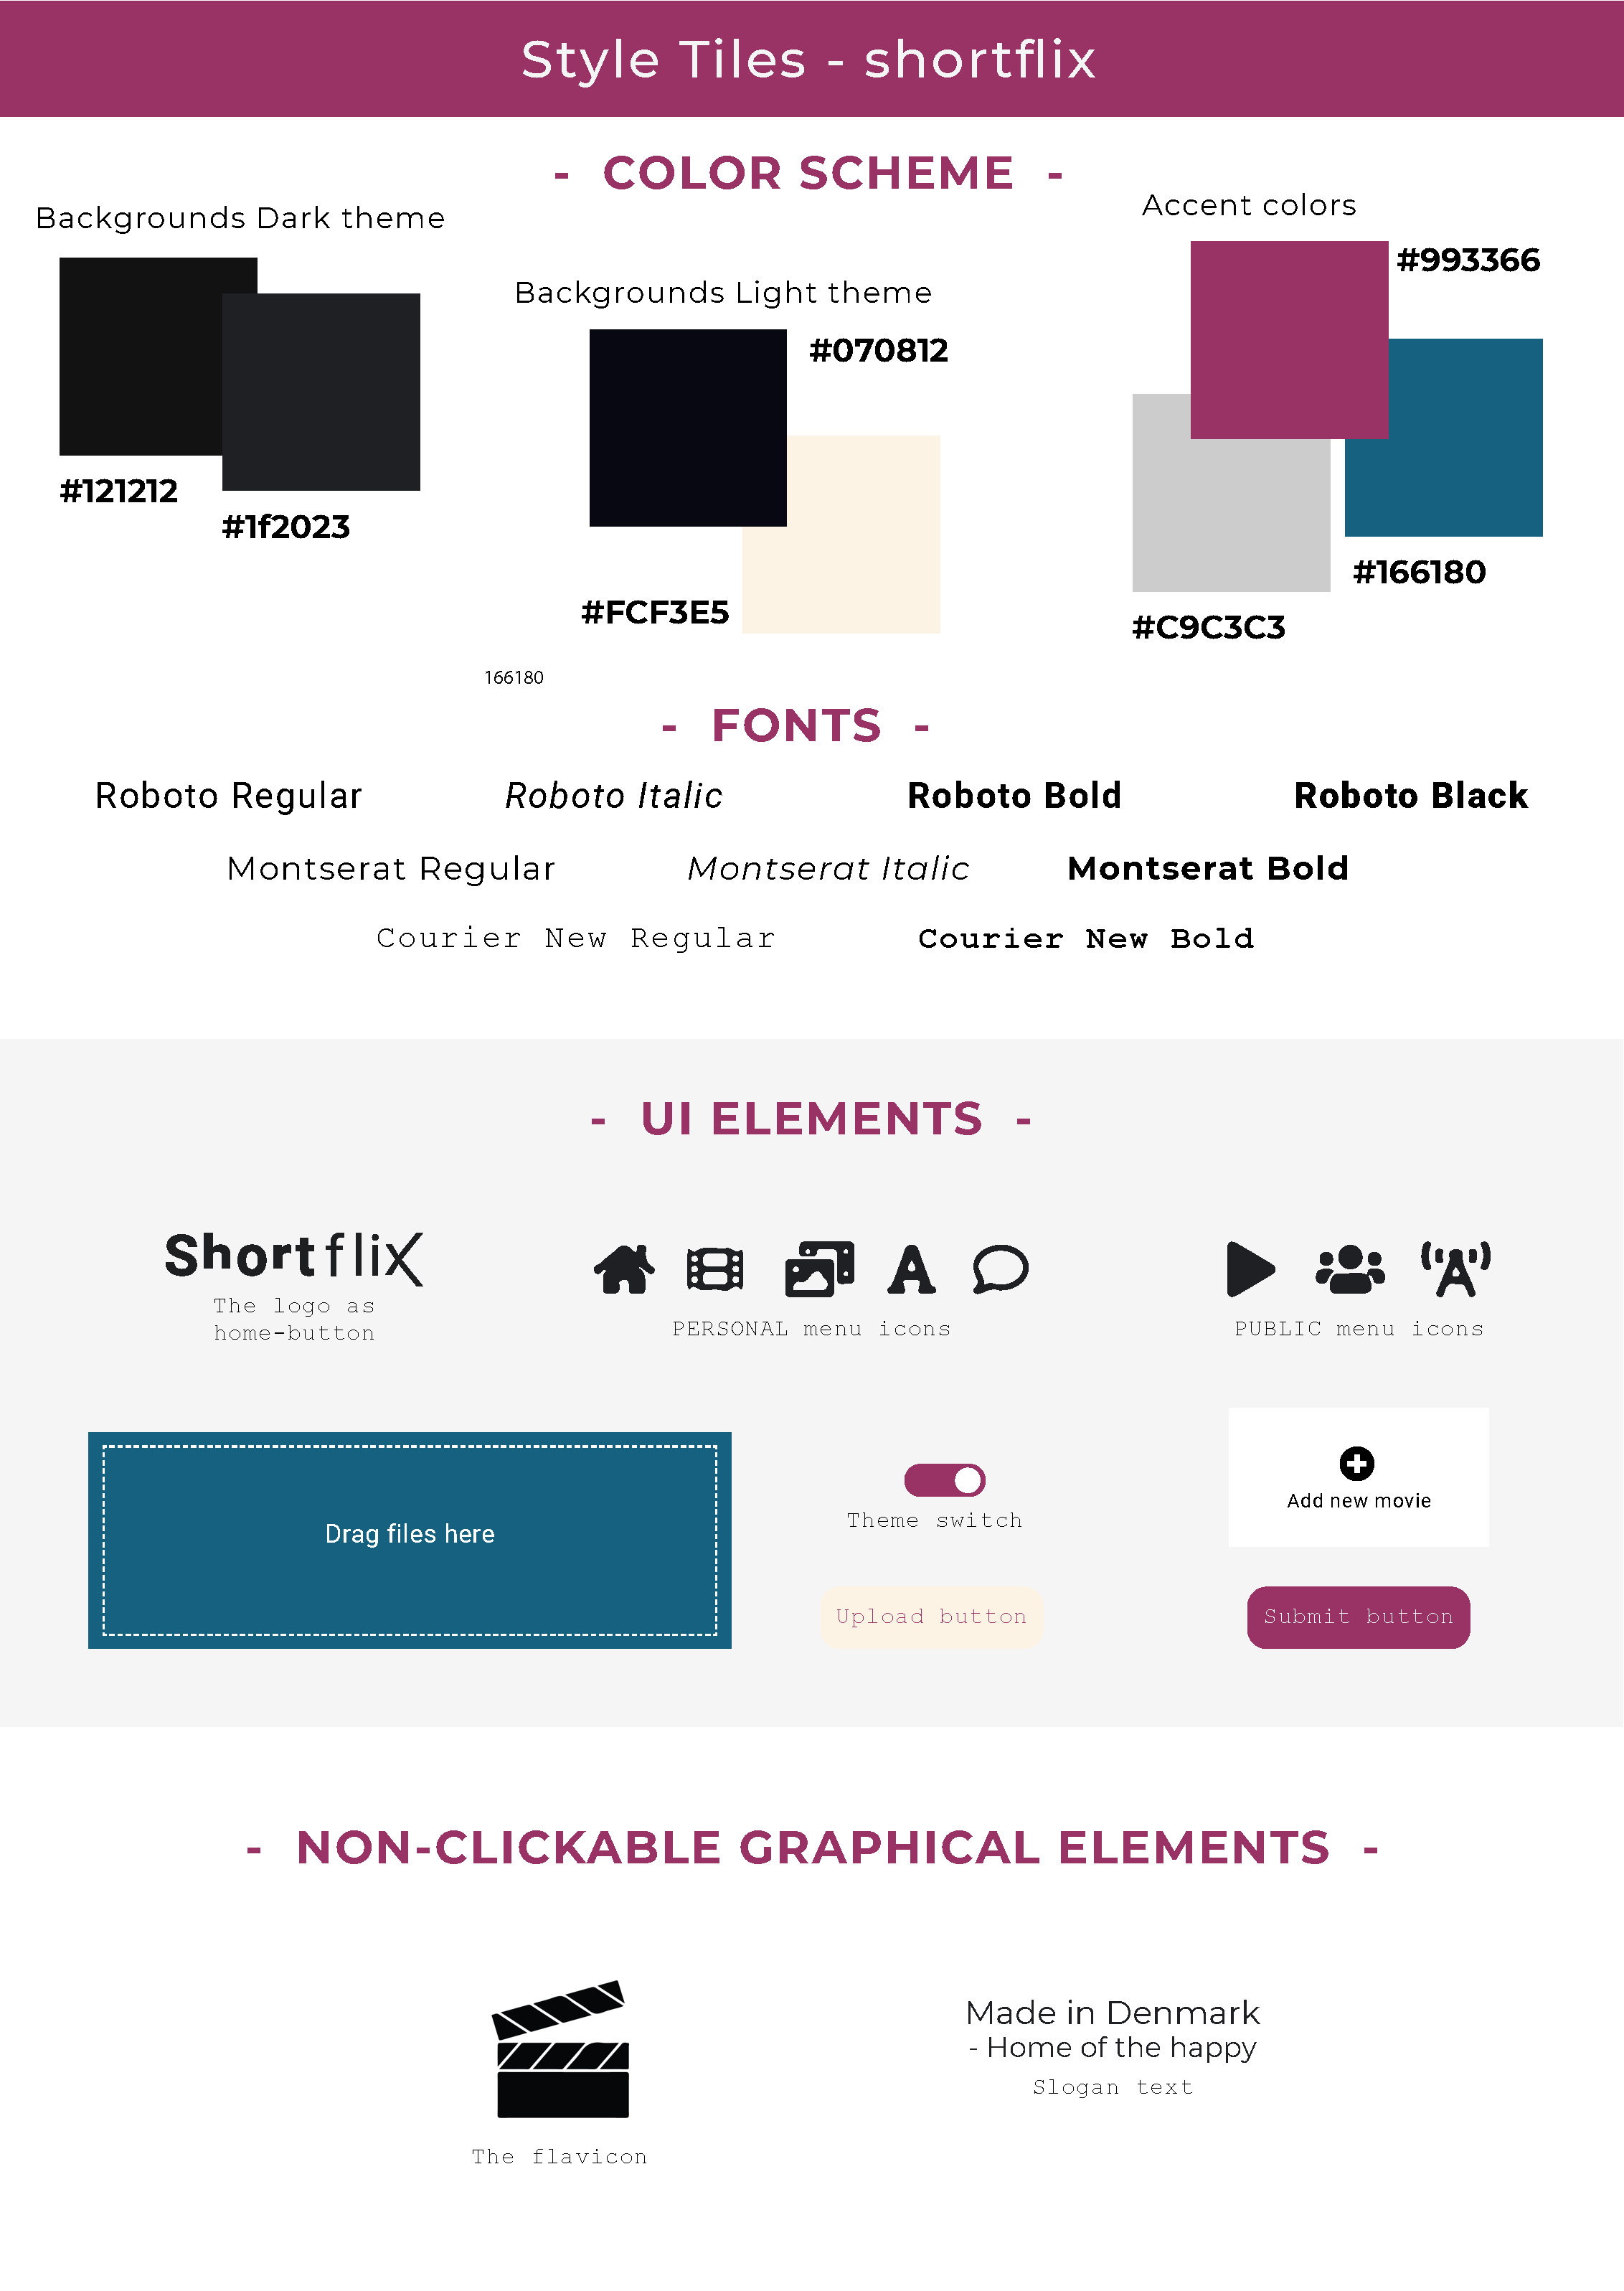 Style Tiles - shortflix
- COLOR SCHEME -
Backgrounds Dark theme
#121212
#1f2023
Backgrounds Light theme
#070812
#FCF3E5
Accent colors
#993366
#166180
#C9C3C3
166180
- FONTS -
Roboto Regular
Roboto Italic
Roboto Bold
Roboto Black
Montserat Regular
Montserat Italic
Montserat Bold
Courier New Regular
Courier New Bold
- UI ELEMENTS -
Shortflix
The logo as
home-button
PERSONAL menu icons
PUBLIC menu icons
Drag files here
Theme switch
Add new movie
Upload button
Submit button
- NON-CLICKABLE GRAPHICAL ELEMENTS -
The flavicon
Made in Denmark
- Home of the happy
Slogan text